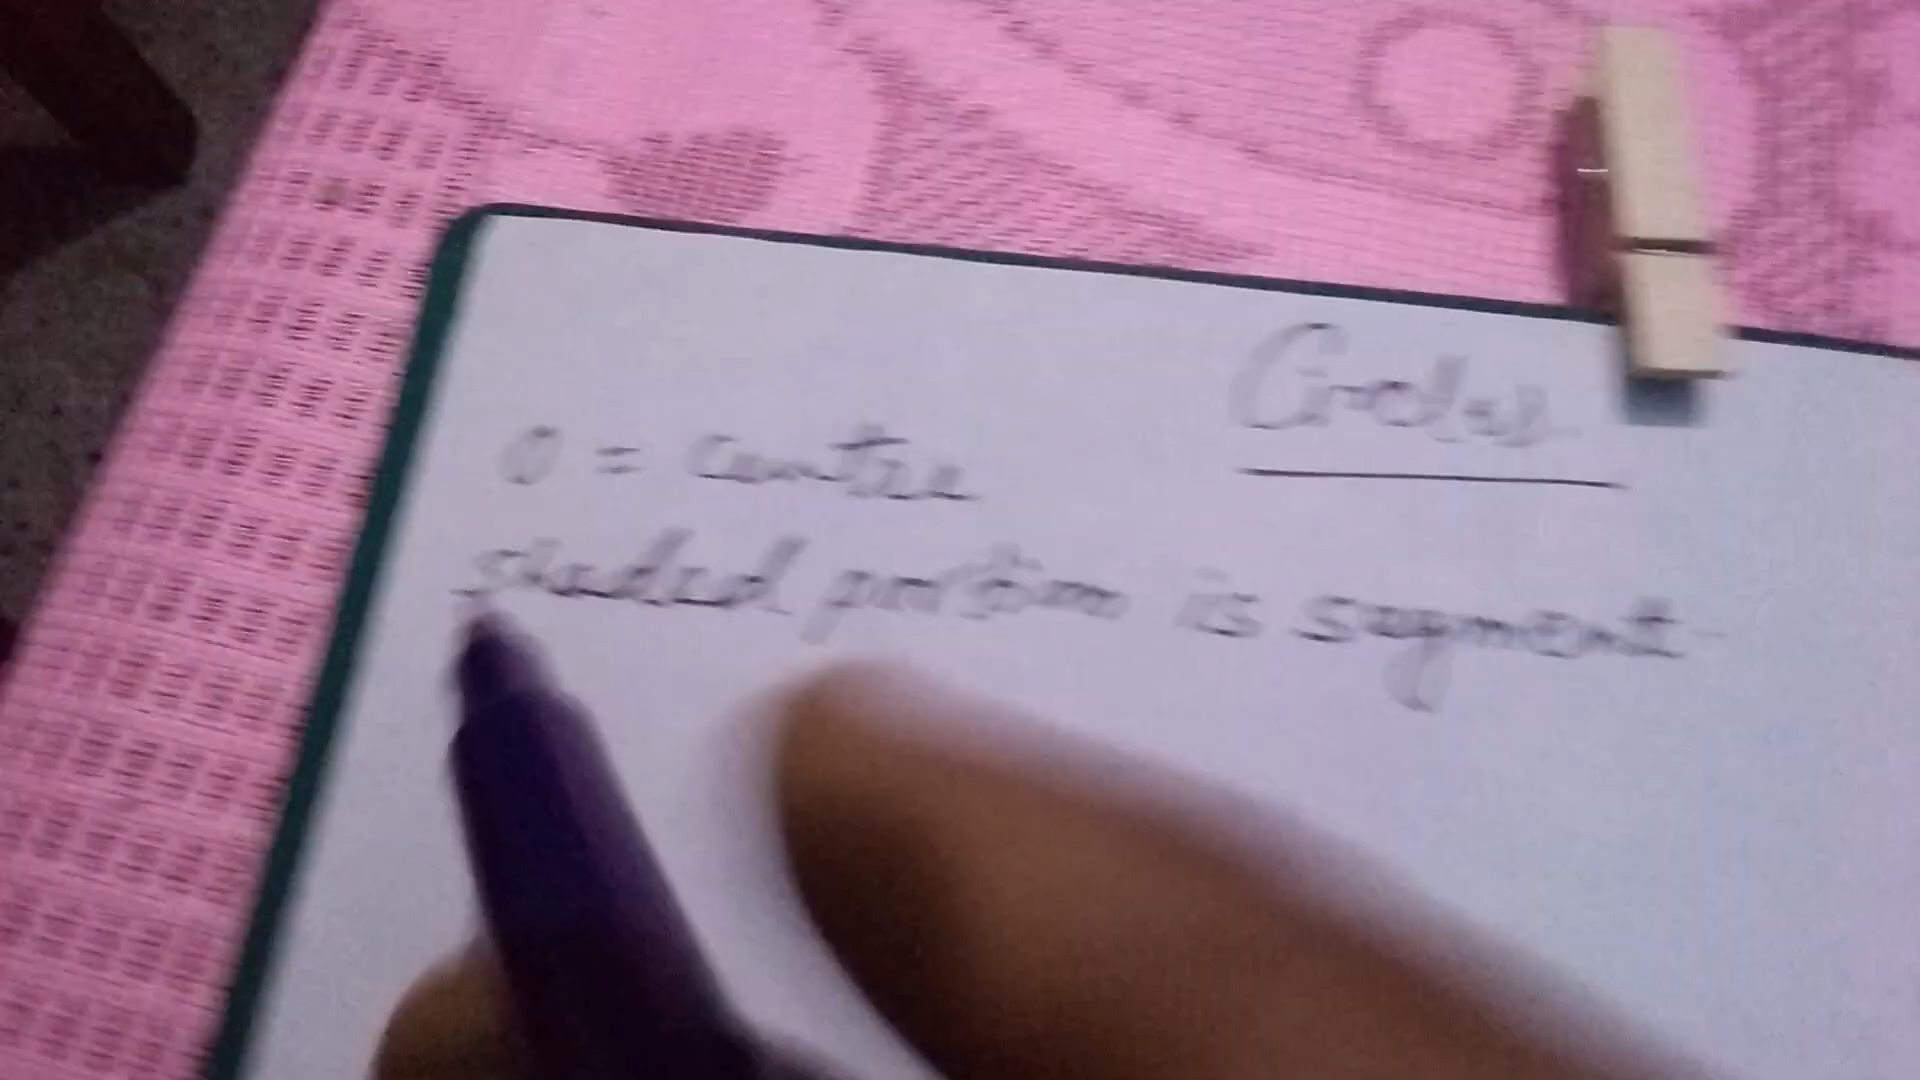 Circles
O = centre
shaded portion is segment